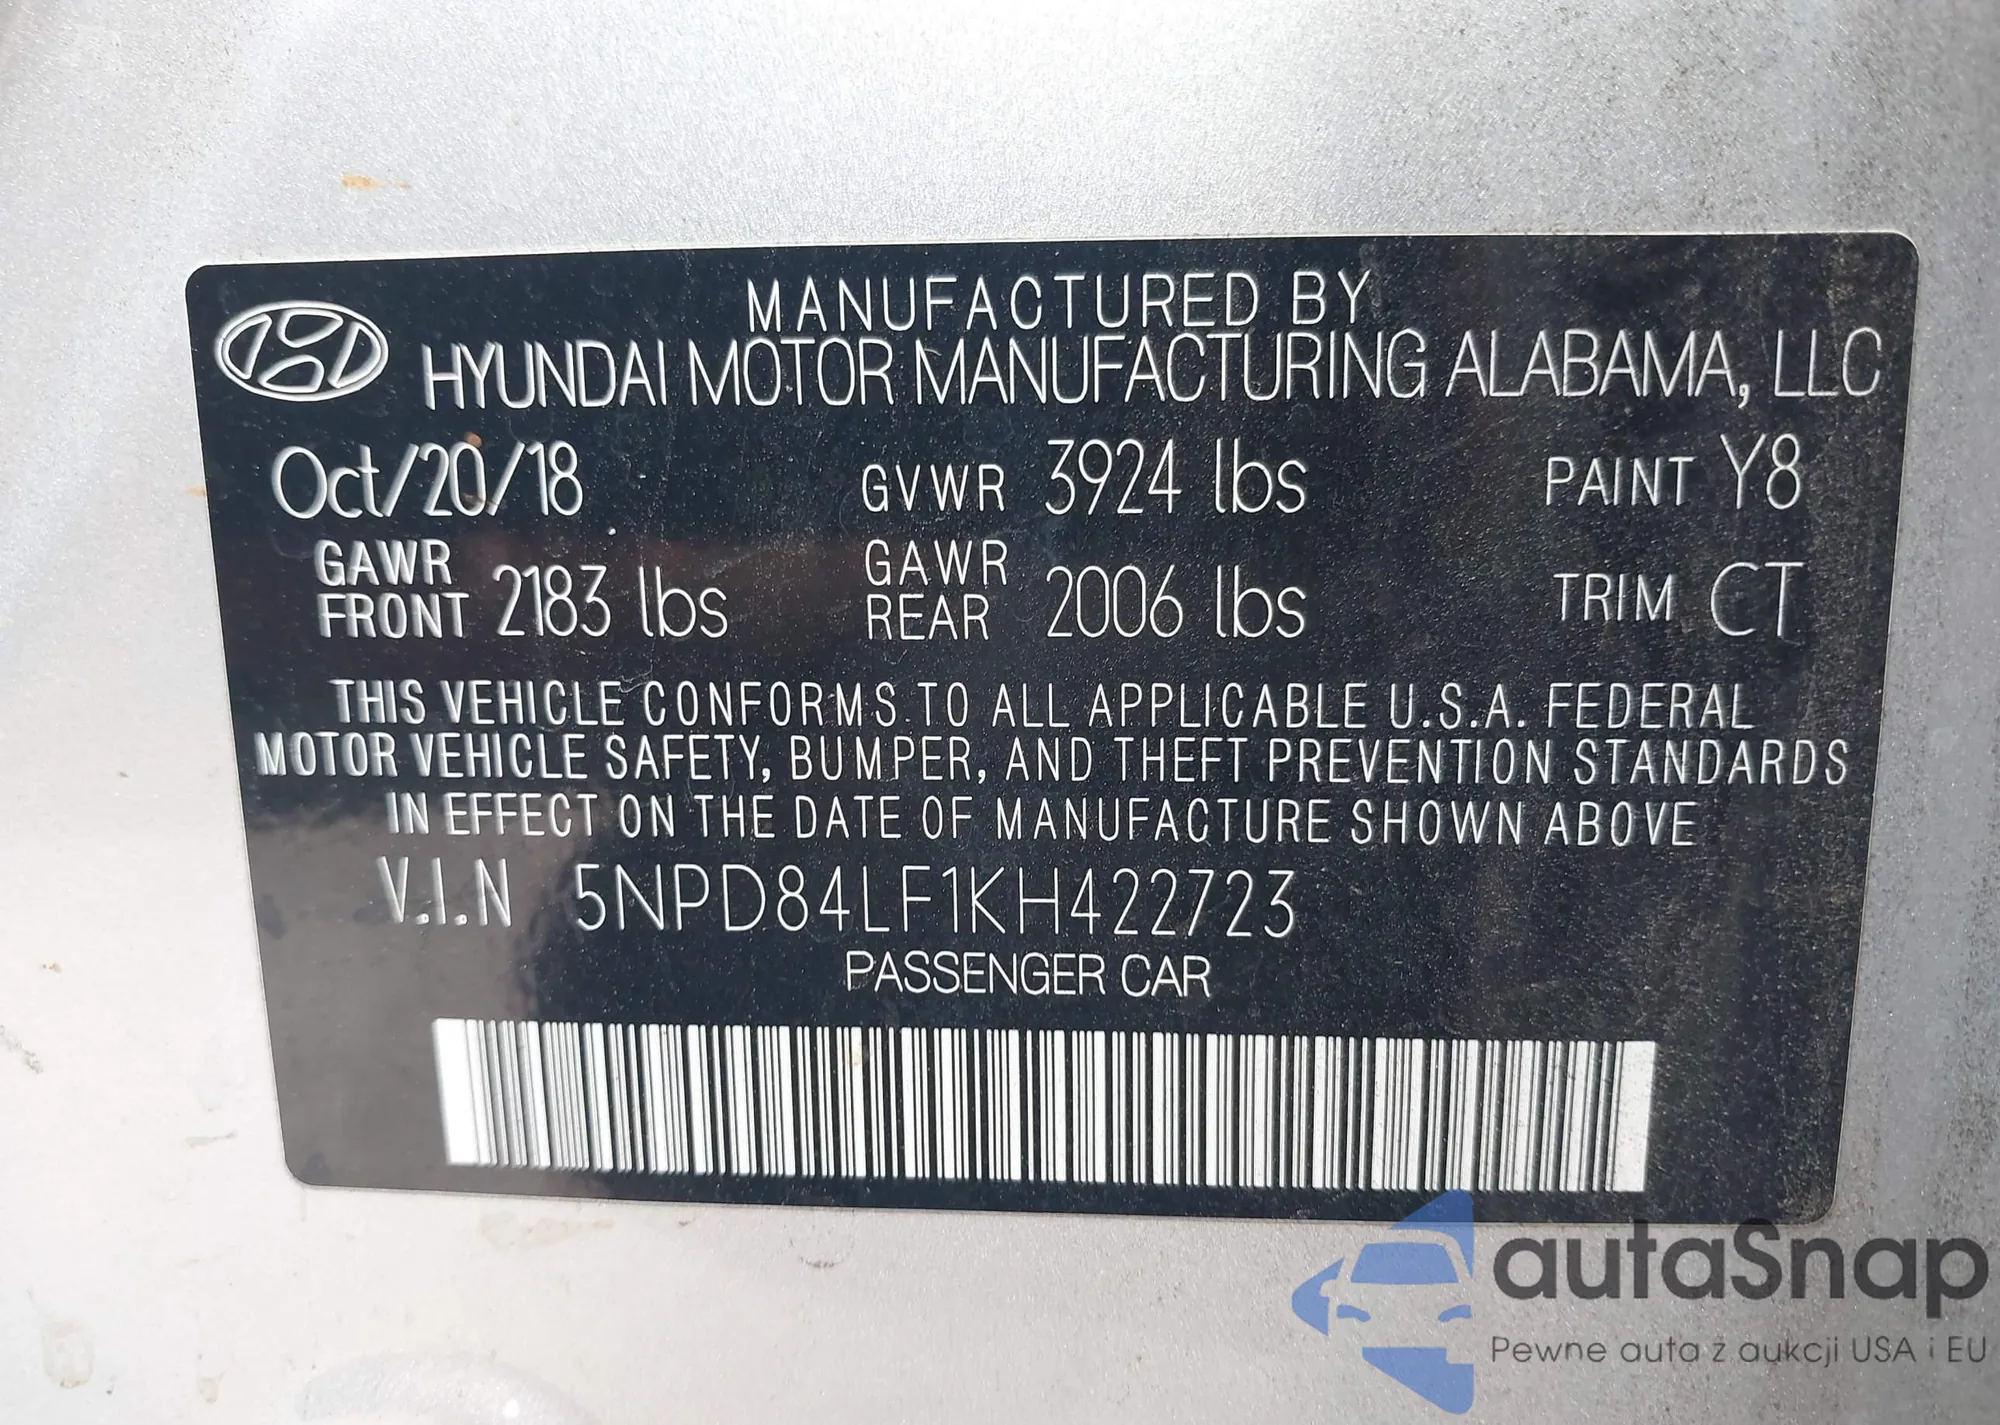 MANUFACTURED BY
HYUNDAI MOTOR MANUFACTURING ALABAMA, LLC
Oct/20/18 GVWR 3924 lbs PAINT Y8
GAWR FRONT 2183 lbs GAWR REAR 2006 lbs TRIM CT
THIS VEHICLE CONFORMS TO ALL APPLICABLE U.S.A. FEDERAL
MOTOR VEHICLE SAFETY, BUMPER, AND THEFT PREVENTION STANDARDS
IN EFFECT ON THE DATE OF MANUFACTURE SHOWN ABOVE
V.I.N 5NPD84LF1KH422723
PASSENGER CAR
autaSnap
Pewne auta z aukcji USA i EU